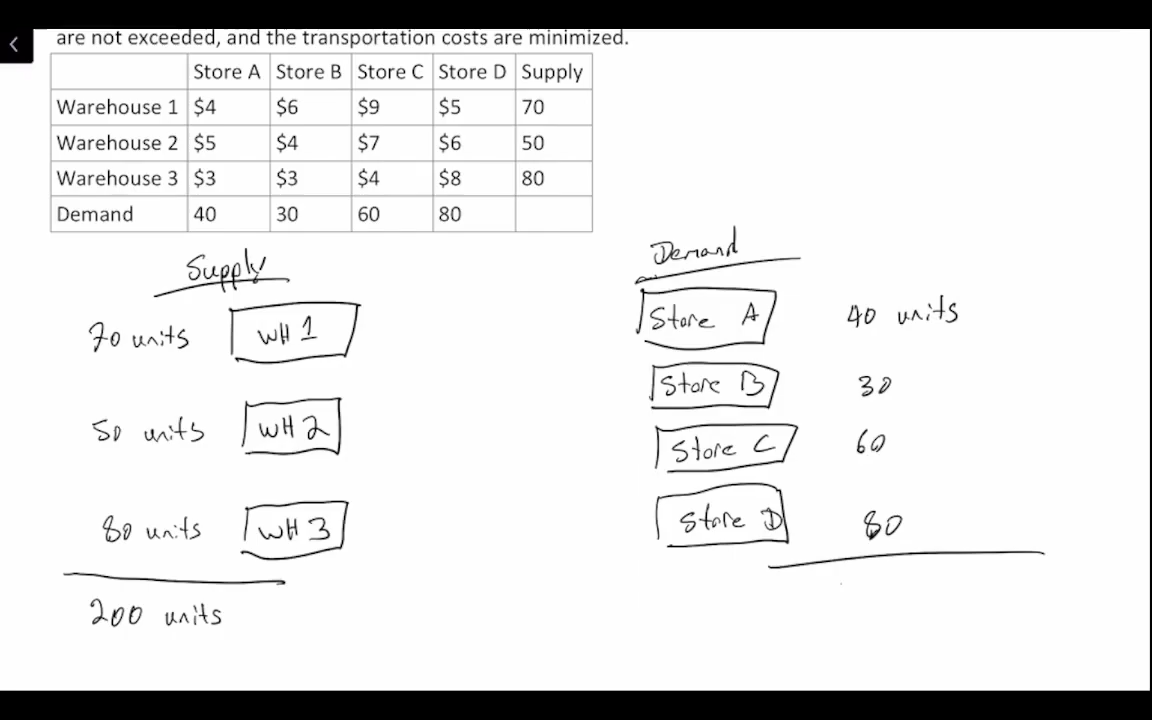 are not exceeded, and the transportation costs are minimized.
Store A Store B Store C Store D Supply
Warehouse 1 $4 $6 $9 $5 70
Warehouse 2 $5 $4 $7 $6 50
Warehouse 3 $3 $3 $4 $8 80
Demand 40 30 60 80
Supply
Demand
70 units WH 1
Store A 40 units
Store B 30
50 units WH 2
Store C 60
80 units WH 3
Store D 80
200 units